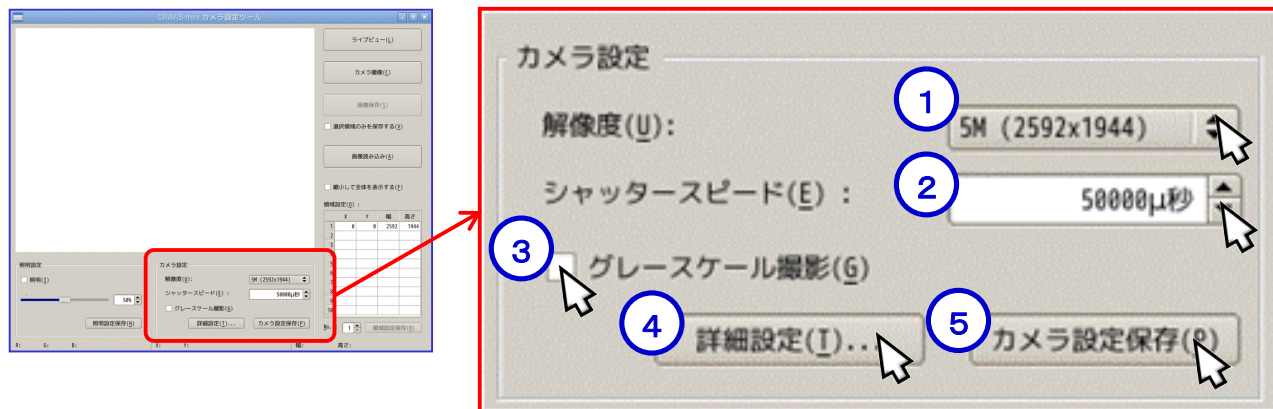 CRAVIS-mini カメラ設定ツール
ライブビュー(L)
カメラ撮像(C)
画像保存(S)
選択領域のみを保存する(V)
画像読み込み(A)
縮小して全体を表示する(F)
領域設定(O) :
X Y 幅 高さ
1 0 0 2592 1944
2
3
5
6
7
8
9
10
1
領域設定保存(B)
照明設定
照明(I)
50%
照明設定保存(H)
カメラ設定
解像度(U):
5M (2592x1944)
シャッタースピード(E) :
50000μ秒
グレースケール撮影(G)
詳細設定(I)...
カメラ設定保存(P)
R: G: B: X: Y: 幅: 高さ:
カメラ設定
①
解像度(U):
5M (2592x1944)
②
シャッタースピード(E) :
50000μ秒
③
グレースケール撮影(G)
④
詳細設定(I)...
⑤
カメラ設定保存(P)